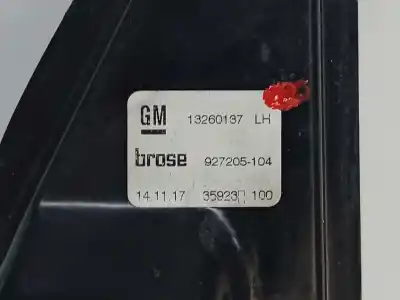 GM 13260137 LH
brose 927205-104
14.11.17 35923 100